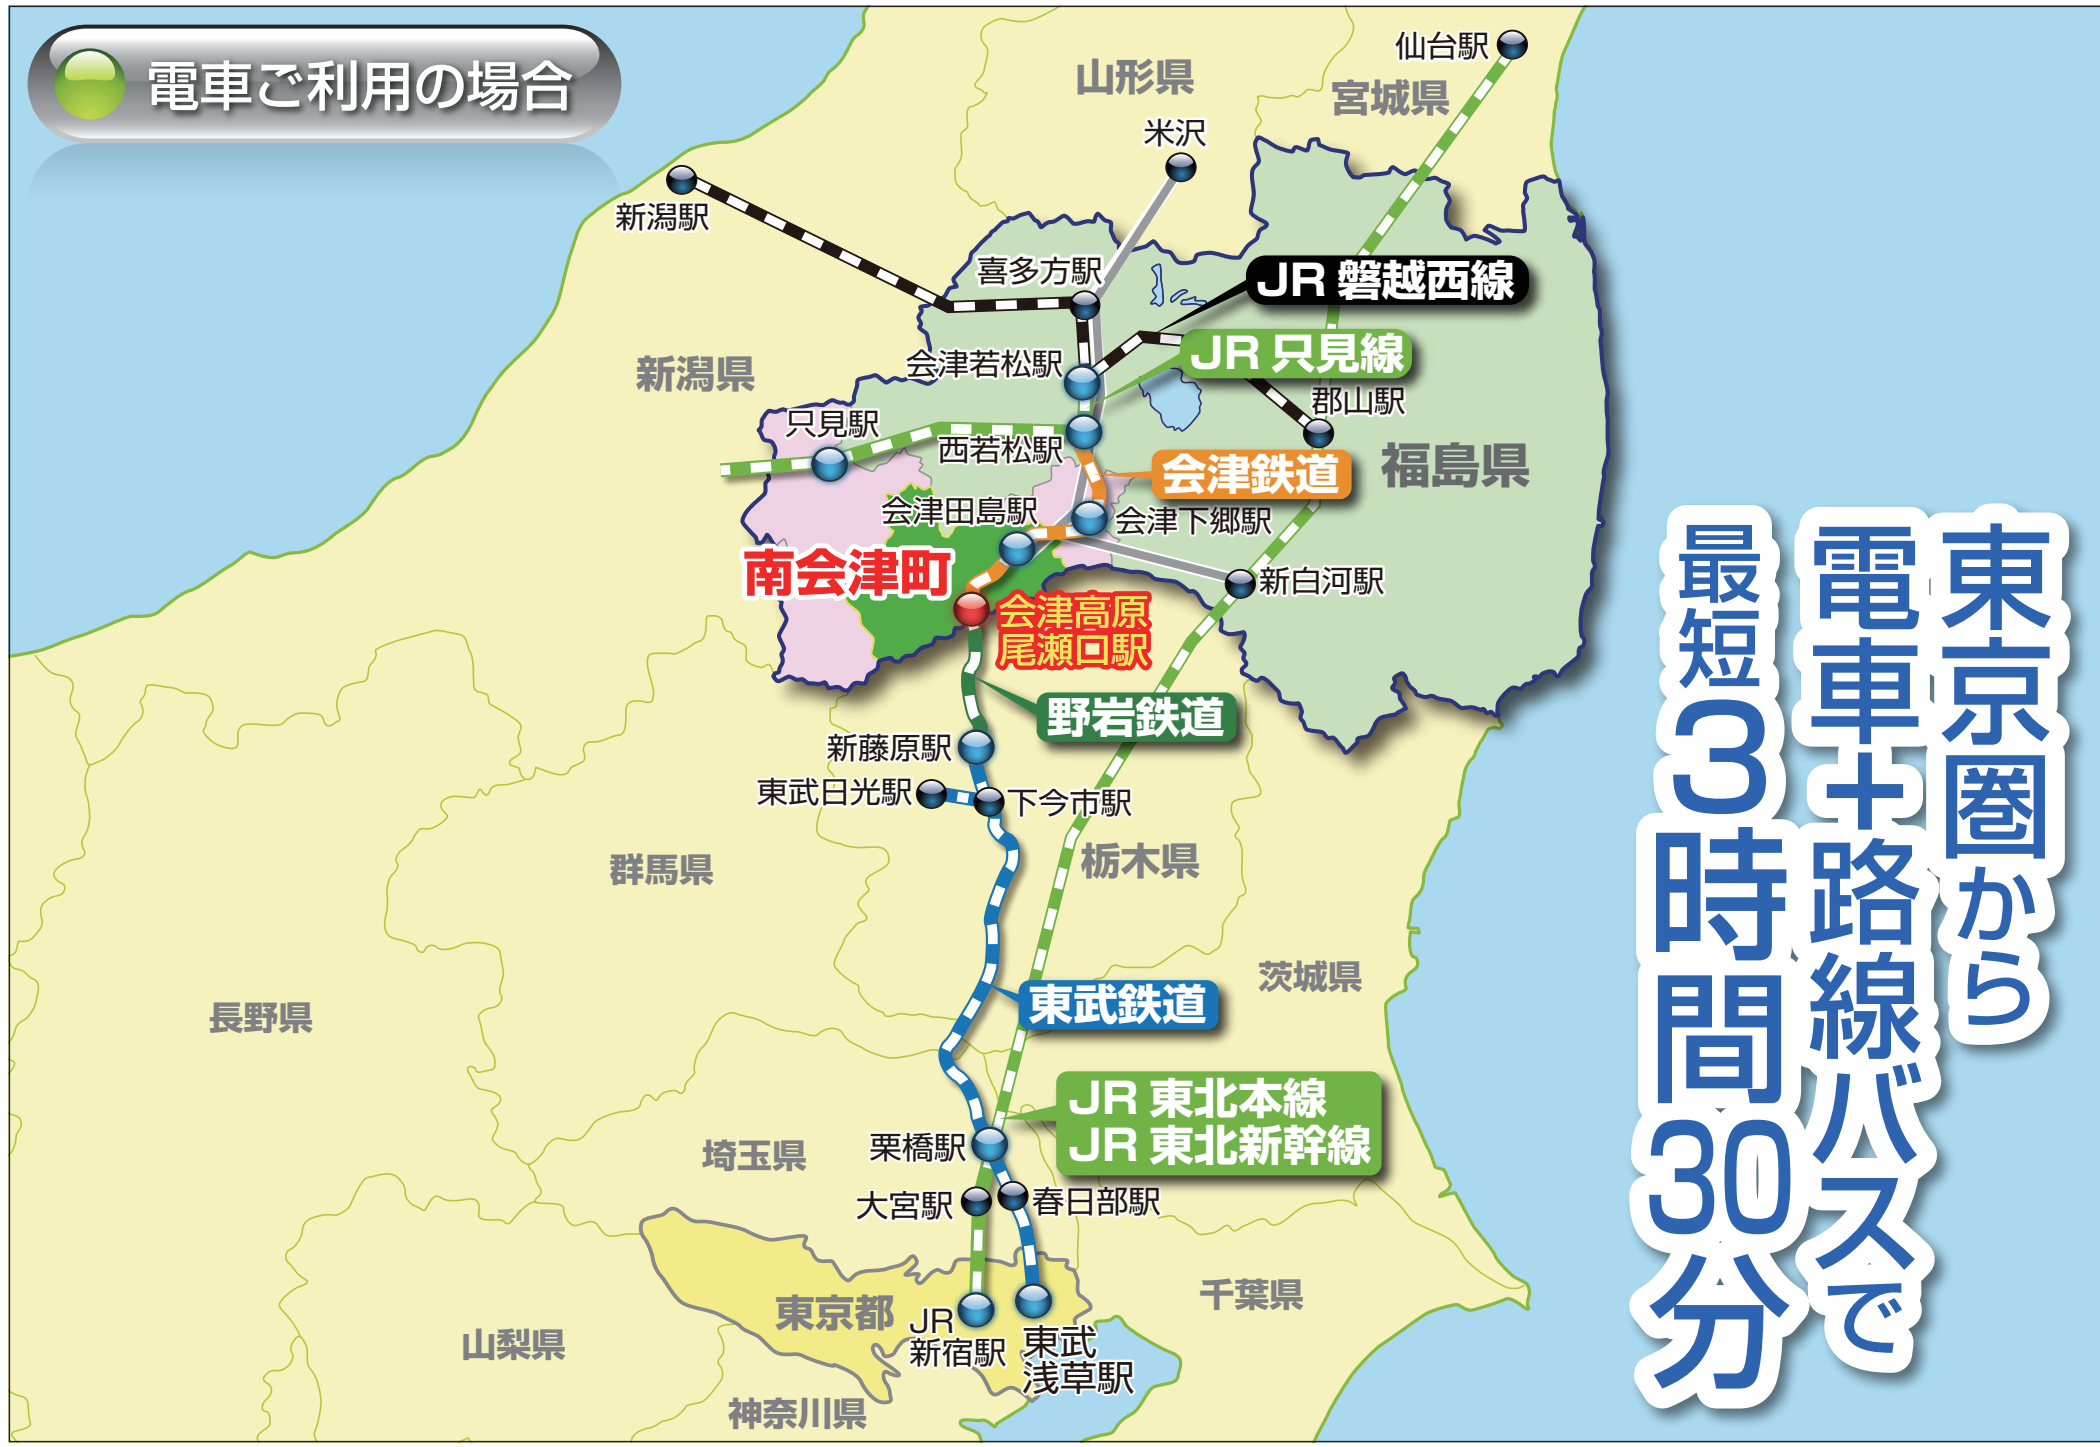 電車ご利用の場合
仙台駅
山形県
宮城県
米沢
新潟駅
喜多方駅
JR 磐越西線
JR 只見線
会津若松駅
新潟県
郡山駅
只見駅
西若松駅
福島県
会津鉄道
会津田島駅
会津下郷駅
南会津町
新白河駅
会津高原
尾瀬口駅
野岩鉄道
新藤原駅
東武日光駅
下今市駅
群馬県
栃木県
茨城県
長野県
東武鉄道
JR 東北本線
JR 東北新幹線
栗橋駅
埼玉県
大宮駅
春日部駅
千葉県
東京都
JR
新宿駅
東武
浅草駅
山梨県
神奈川県
東京圏から
電車+路線バスで
最短3時間30分